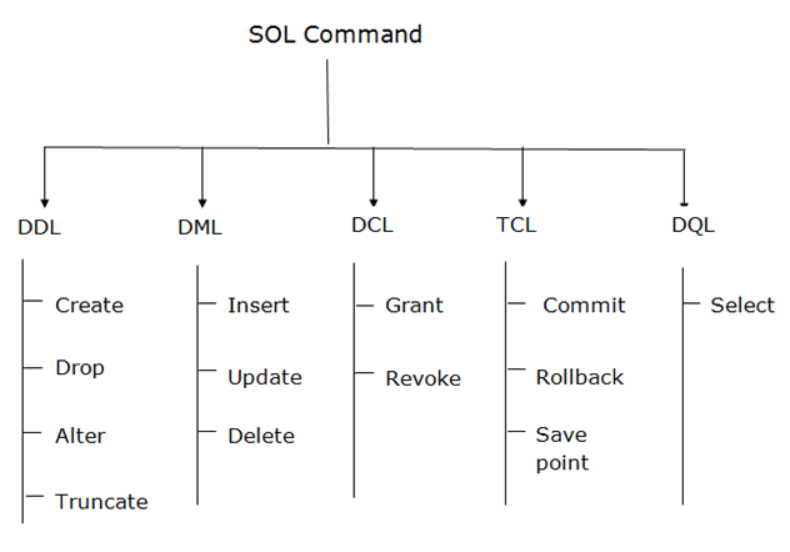 SOL Command
DDL
DML
DCL
TCL
DQL
Create
Drop
Alter
Truncate
Insert
Update
Delete
Grant
Revoke
Commit
Rollback
Save
point
Select